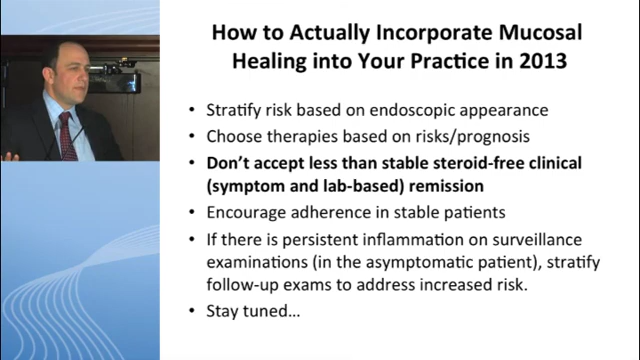 How to Actually Incorporate Mucosal
Healing into Your Practice in 2013
• Stratify risk based on endoscopic appearance
• Choose therapies based on risks/prognosis
• Don't accept less than stable steroid-free clinical
(symptom and lab-based) remission
• Encourage adherence in stable patients
• If there is persistent inflammation on surveillance
examinations (in the asymptomatic patient), stratify
follow-up exams to address increased risk.
• Stay tuned…